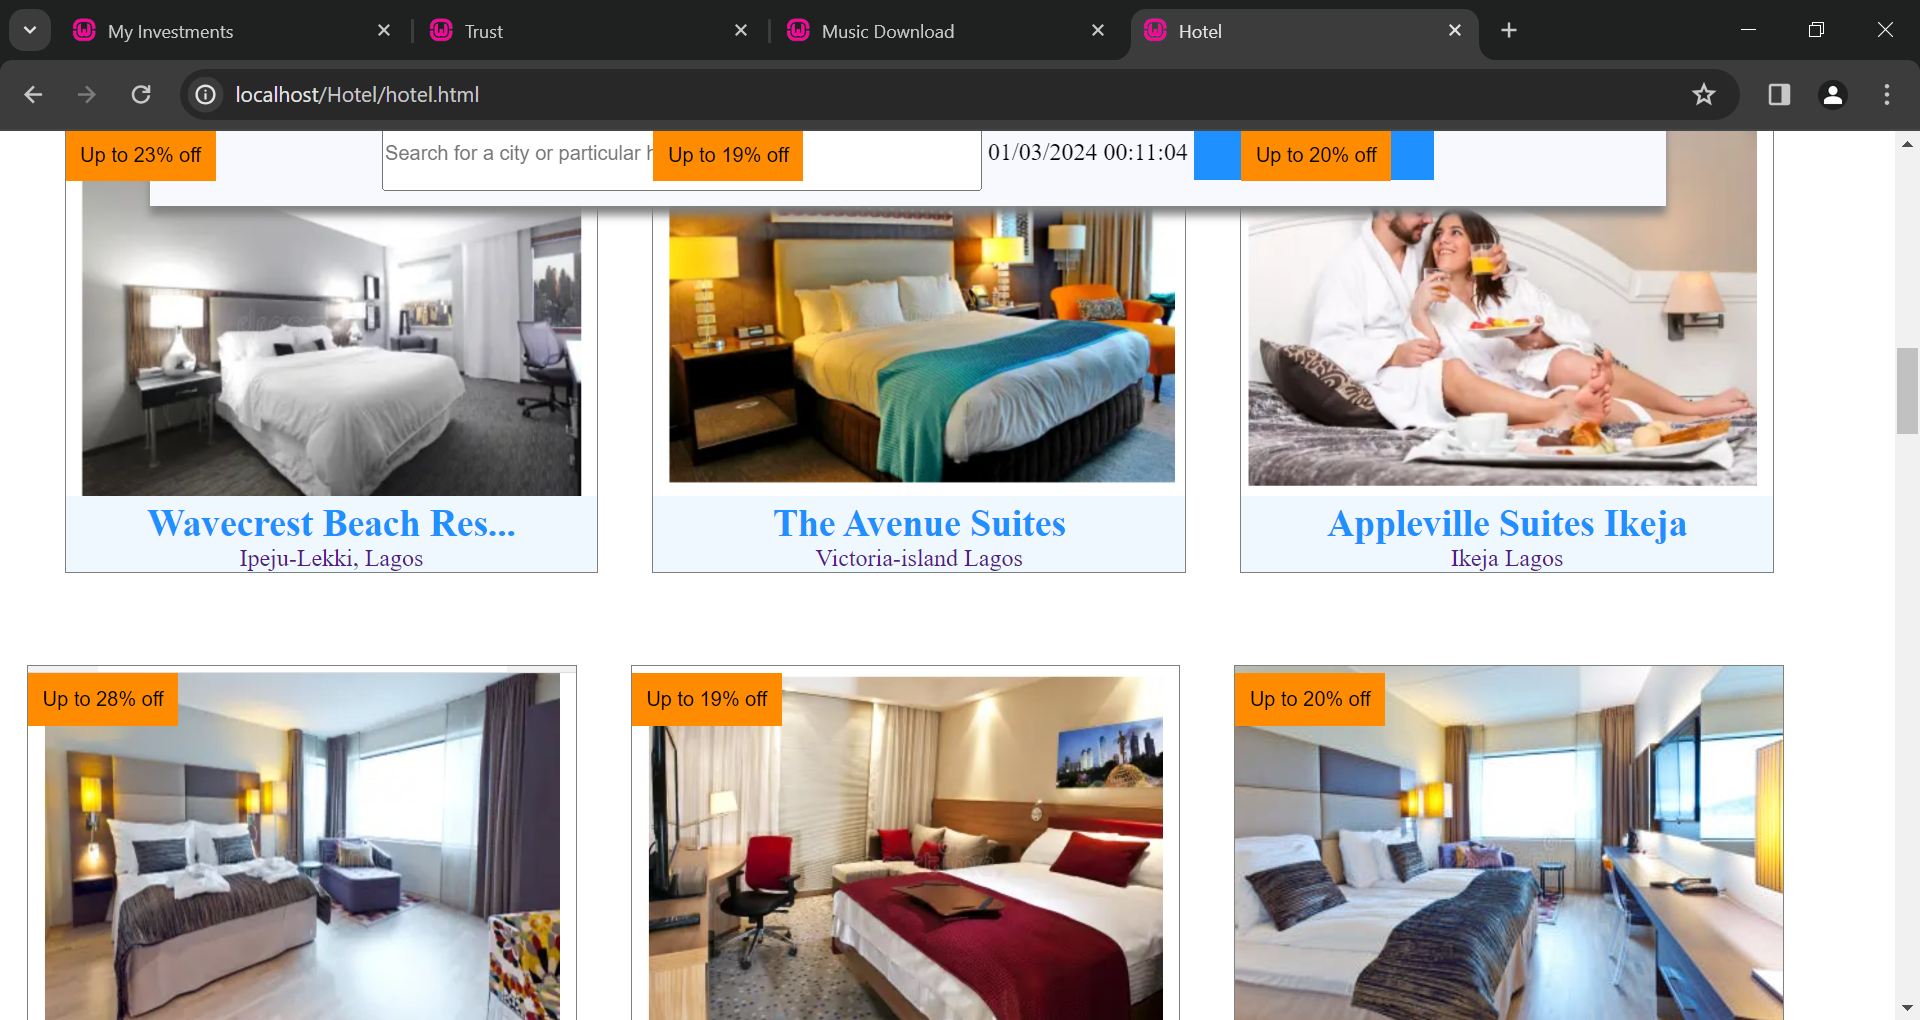 My Investments
Trust
Music Download
Hotel
localhost/Hotel/hotel.html
Up to 23% off
Search for a city or particular h
Up to 19% off
01/03/2024 00:11:04
Up to 20% off
Wavecrest Beach Res...
Ipeju-Lekki, Lagos
The Avenue Suites
Victoria-island Lagos
Appleville Suites Ikeja
Ikeja Lagos
Up to 28% off
Up to 19% off
Up to 20% off